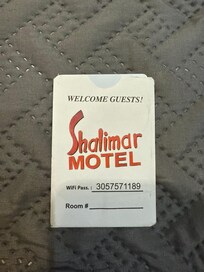 WELCOME GUESTS!
Shalimar
MOTEL
WiFi Pass. : 3057571189
Room #